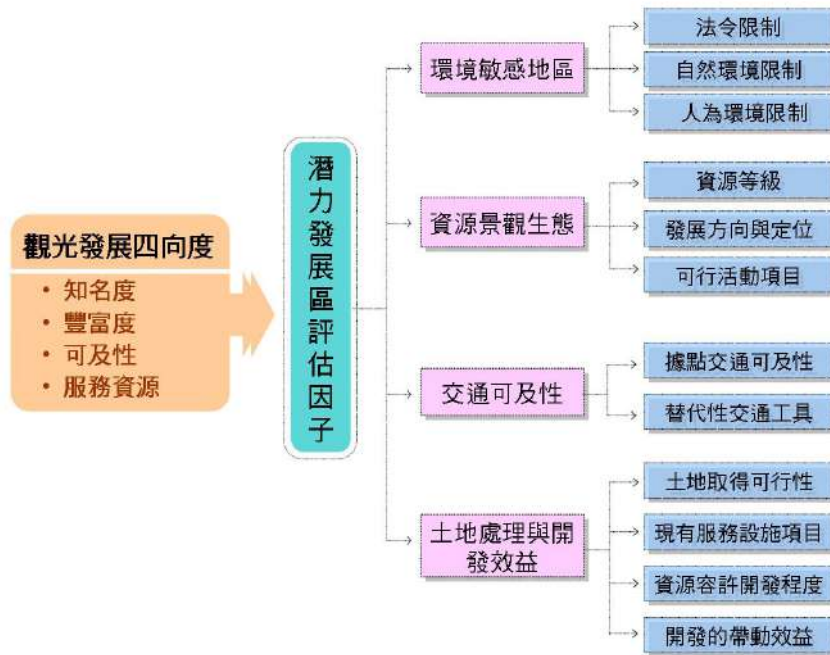 觀光發展四向度
• 知名度
• 豐富度
• 可及性
• 服務資源
潛力發展區評估因子
環境敏感地區
法令限制
自然環境限制
人為環境限制
資源景觀生態
資源等級
發展方向與定位
可行活動項目
交通可及性
據點交通可及性
替代性交通工具
土地處理與開
發效益
土地取得可行性
現有服務設施項目
資源容許開發程度
開發的帶動效益